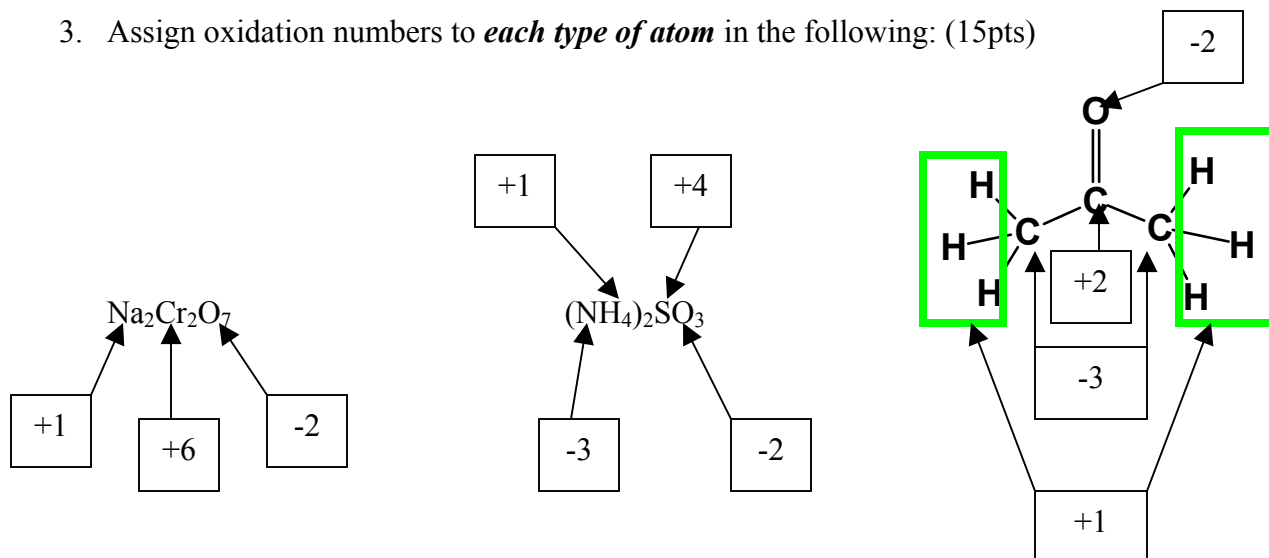 3. Assign oxidation numbers to each type of atom in the following: (15pts)
-2
O
+1 +4
H H
C
H C C H
+2
H H
Na₂Cr₂O₇ (NH₄)₂SO₃
-3
+1 +6 -2 -3 -2
+1